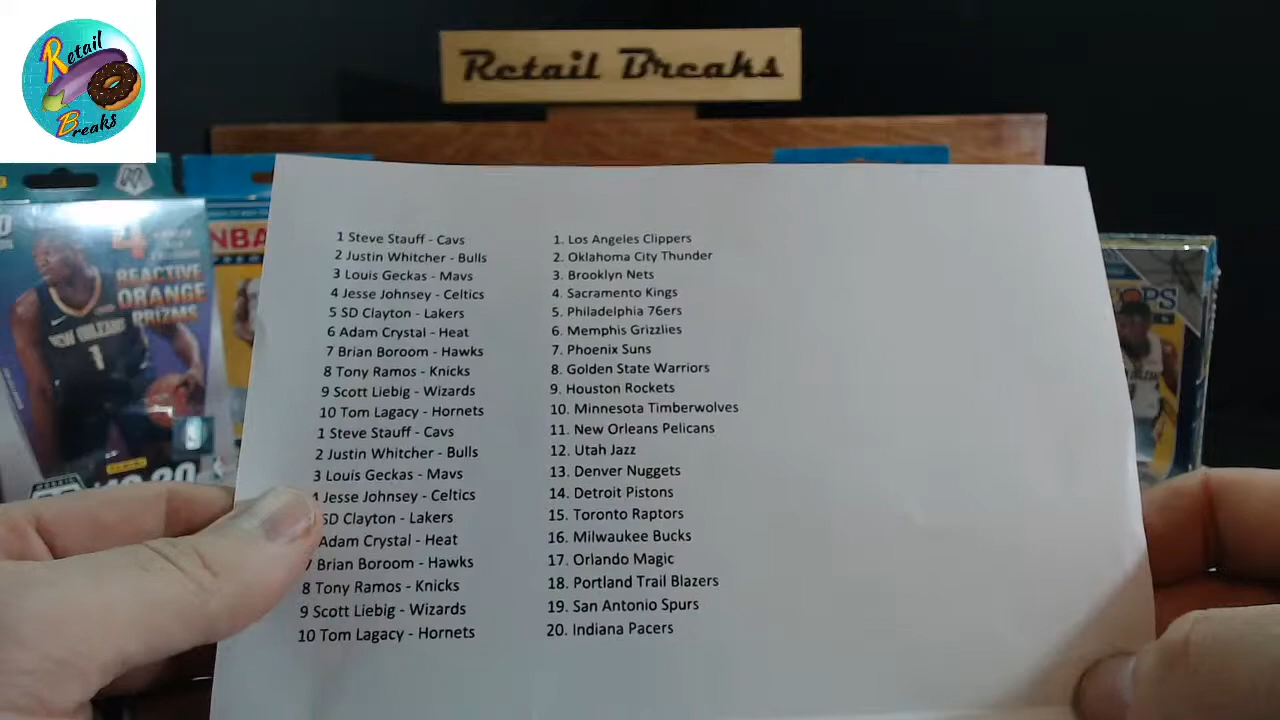 Retail
Breaks
Retail Breaks
NBA
4
REACTIVE
ORANGE
PRIZMS
NEW ORLEANS
1
PANINI
OPS
1 Steve Stauff - Cavs
2 Justin Whitcher - Bulls
3 Louis Geckas - Mavs
4 Jesse Johnsey - Celtics
5 SD Clayton - Lakers
6 Adam Crystal - Heat
7 Brian Boroom - Hawks
8 Tony Ramos - Knicks
9 Scott Liebig - Wizards
10 Tom Lagacy - Hornets
1 Steve Stauff - Cavs
2 Justin Whitcher - Bulls
3 Louis Geckas - Mavs
4 Jesse Johnsey - Celtics
SD Clayton - Lakers
Adam Crystal - Heat
7 Brian Boroom - Hawks
8 Tony Ramos - Knicks
9 Scott Liebig - Wizards
10 Tom Lagacy - Hornets
1. Los Angeles Clippers
2. Oklahoma City Thunder
3. Brooklyn Nets
4. Sacramento Kings
5. Philadelphia 76ers
6. Memphis Grizzlies
7. Phoenix Suns
8. Golden State Warriors
9. Houston Rockets
10. Minnesota Timberwolves
11. New Orleans Pelicans
12. Utah Jazz
13. Denver Nuggets
14. Detroit Pistons
15. Toronto Raptors
16. Milwaukee Bucks
17. Orlando Magic
18. Portland Trail Blazers
19. San Antonio Spurs
20. Indiana Pacers